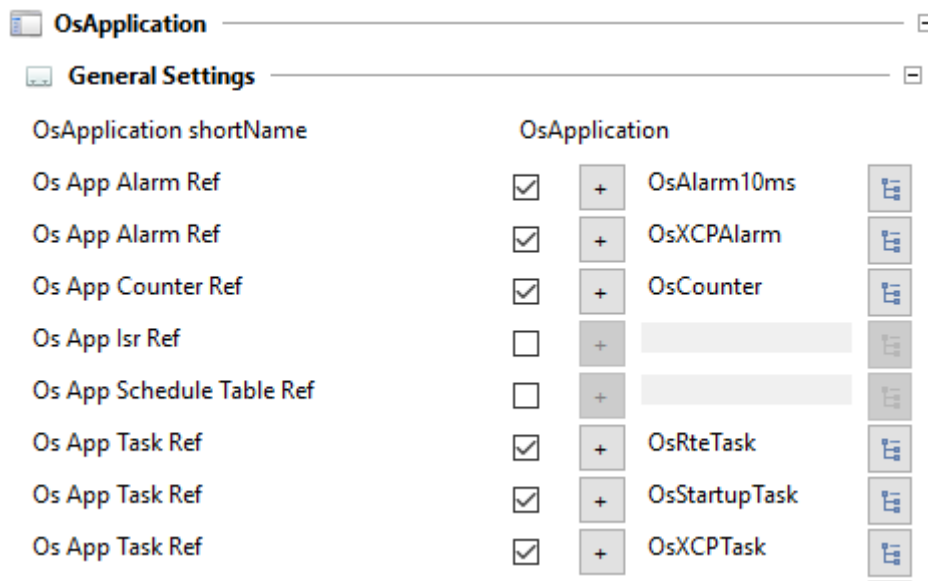 OsApplication
General Settings
OsApplication shortName OsApplication
Os App Alarm Ref + OsAlarm10ms
Os App Alarm Ref + OsXCPAlarm
Os App Counter Ref + OsCounter
Os App Isr Ref +
Os App Schedule Table Ref +
Os App Task Ref + OsRteTask
Os App Task Ref + OsStartupTask
Os App Task Ref + OsXCPTask